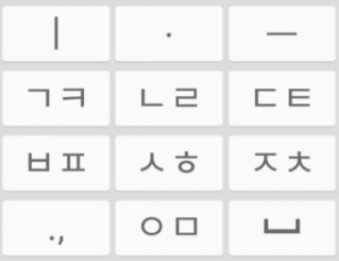 ㅣ · ㅡ
ㄱㅋ ㄴㄹ ㄷㅌ
ㅂㅍ ㅅㅎ ㅈㅊ
., ㅇㅁ